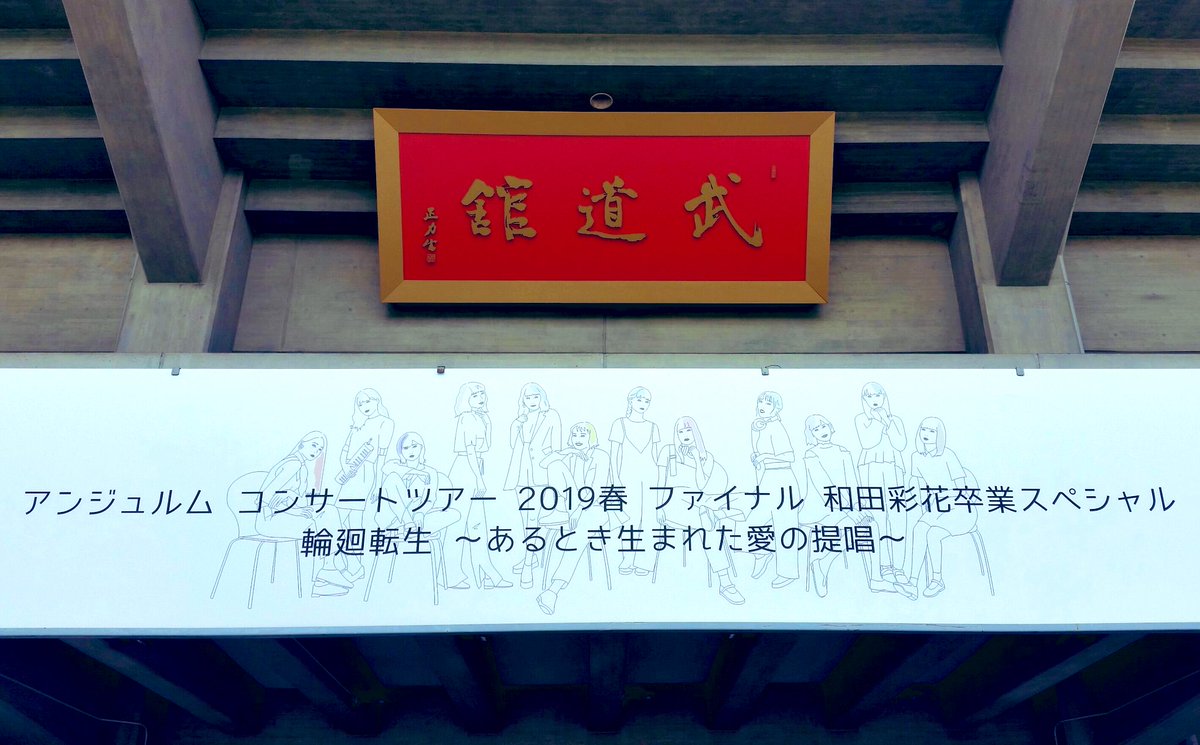 武道館
正力
アンジュルム コンサートツアー 2019春 ファイナル 和田彩花卒業スペシャル
輪廻転生 ～あるとき生まれた愛の提唱～